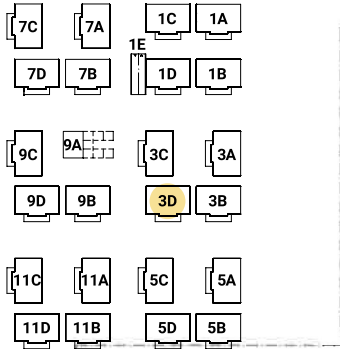 7C 7A 1C 1A
1E
7D 7B 1D 1B
9C 9A 3C 3A
9D 9B 3D 3B
11C 11A 5C 5A
11D 11B 5D 5B